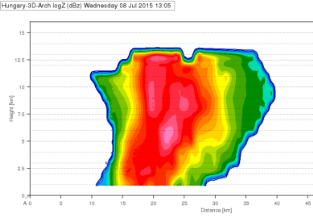 Hungary-3D-Arch logZ (dBz) Wednesday 08 Jul 2015 13:05
15
12.5
10
7.5
5
2.5
0
Height [km]
A 0 5 10 15 20 25 30 35 40 45
Distance [km]